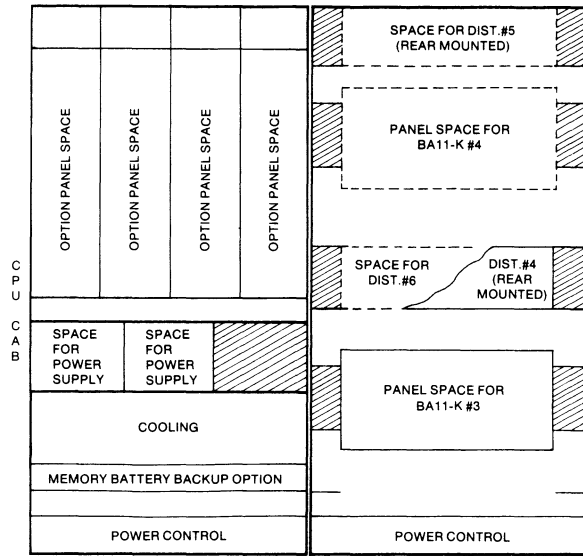 CPU CAB
OPTION PANEL SPACE
OPTION PANEL SPACE
OPTION PANEL SPACE
OPTION PANEL SPACE
SPACE
FOR
POWER
SUPPLY
SPACE
FOR
POWER
SUPPLY
COOLING
MEMORY BATTERY BACKUP OPTION
POWER CONTROL
SPACE FOR DIST.#5
(REAR MOUNTED)
PANEL SPACE FOR
BA11-K #4
SPACE FOR
DIST.#6
DIST.#4
(REAR
MOUNTED)
PANEL SPACE FOR
BA11-K #3
POWER CONTROL